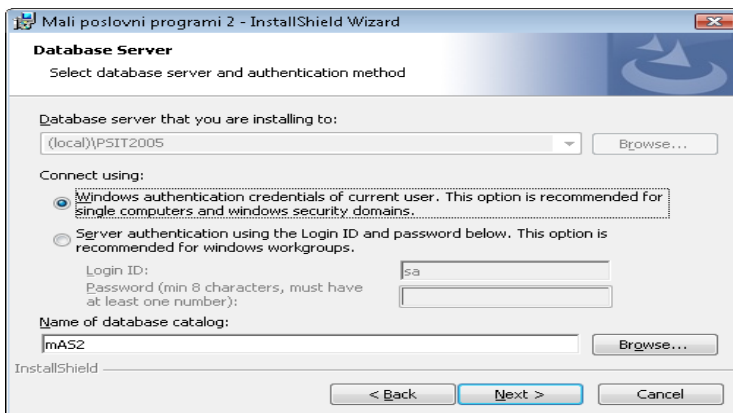 Mali poslovni programi 2 - InstallShield Wizard
Database Server
Select database server and authentication method
Database server that you are installing to:
(local)\PSIT2005
Browse...
Connect using:
Windows authentication credentials of current user. This option is recommended for
single computers and windows security domains.
Server authentication using the Login ID and password below. This option is
recommended for windows workgroups.
Login ID:
sa
Password (min 8 characters, must have
at least one number):
Name of database catalog:
mAS2
Browse...
InstallShield
< Back
Next >
Cancel